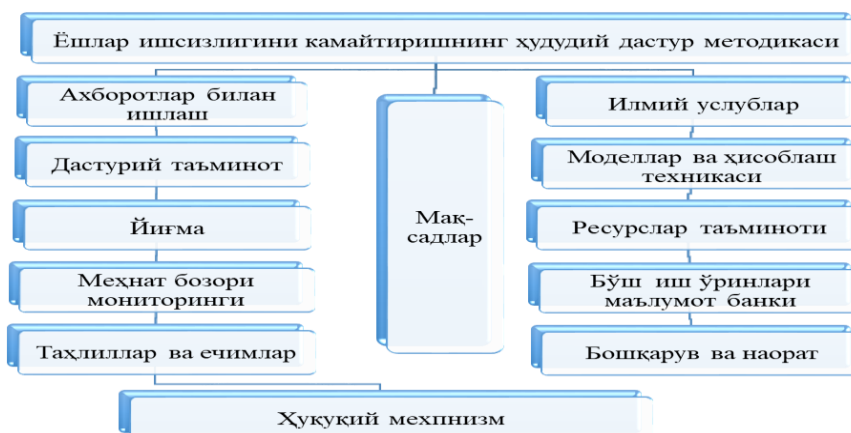 Ёшлар ишсизлигини камайтиришнинг ҳудудий дастур методикаси
Ахборотлар билан
ишлаш
Дастурий таъминот
Йиғма
Меҳнат бозори
мониторинги
Таҳлиллар ва ечимлар
Мақ-
садлар
Илмий услублар
Моделлар ва ҳисоблаш
техникаси
Ресурслар таъминоти
Бўш иш ўринлари
маълумот банки
Бошқарув ва наорат
Ҳуқуқий мехпнизм